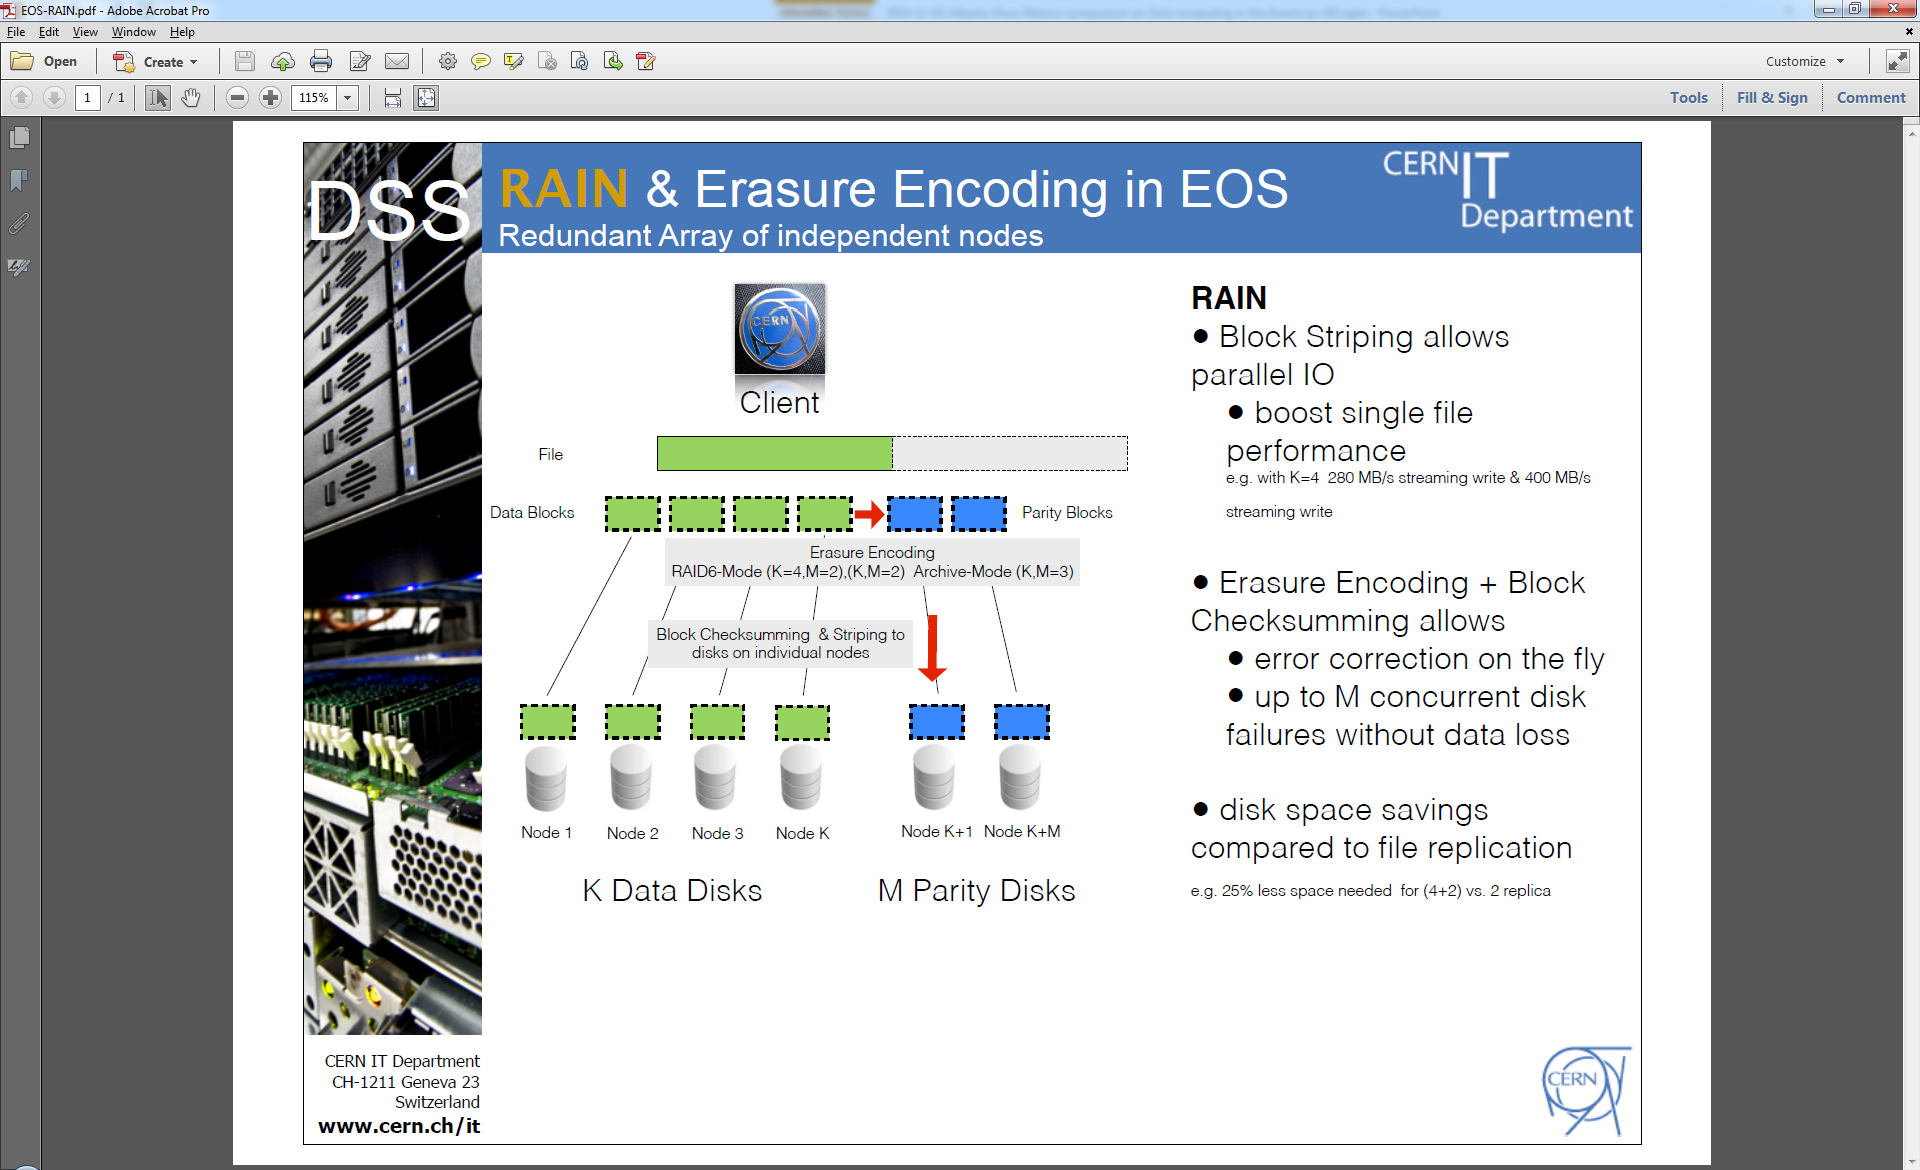 EOS-RAIN.pdf - Adobe Acrobat Pro
File Edit View Window Help
Open Create Customize
1 / 1 115% Tools Fill & Sign Comment
DSS
RAIN & Erasure Encoding in EOS
Redundant Array of independent nodes
CERN IT
Department
CERN
Client
File
Data Blocks
Parity Blocks
Erasure Encoding
RAID6-Mode (K=4,M=2),(K,M=2) Archive-Mode (K,M=3)
Block Checksumming & Striping to
disks on individual nodes
Node 1 Node 2 Node 3 Node K Node K+1 Node K+M
K Data Disks M Parity Disks
RAIN
● Block Striping allows
parallel IO
● boost single file
performance
e.g. with K=4 280 MB/s streaming write & 400 MB/s
streaming write
● Erasure Encoding + Block
Checksumming allows
● error correction on the fly
● up to M concurrent disk
failures without data loss
● disk space savings
compared to file replication
e.g. 25% less space needed for (4+2) vs. 2 replica
CERN IT Department
CH-1211 Geneva 23
Switzerland
www.cern.ch/it
CERN